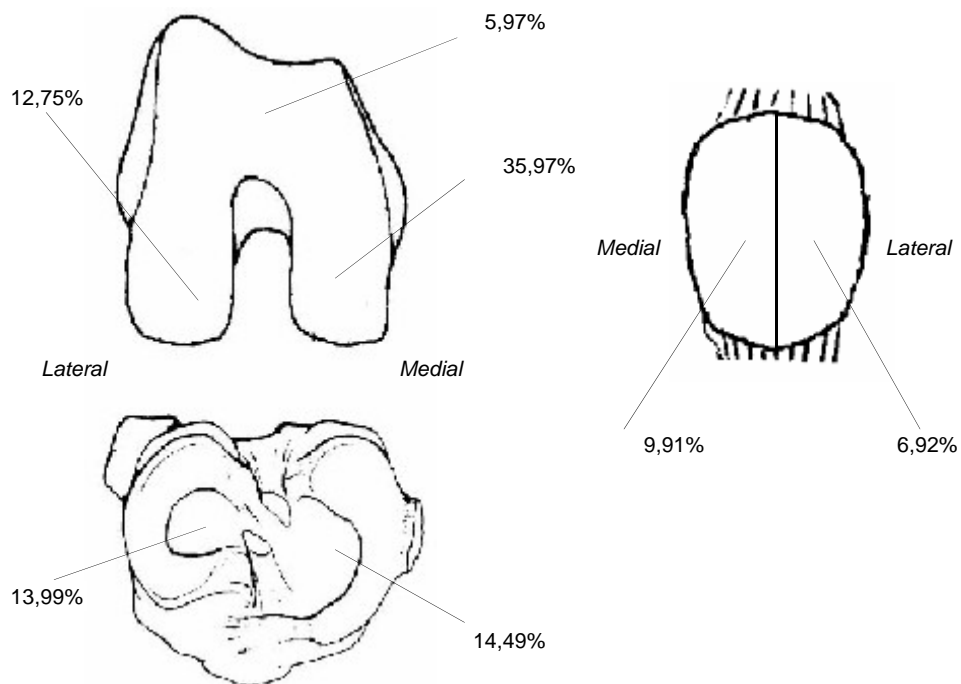 5,97%
12,75%
35,97%
Medial
Lateral
Lateral
Medial
9,91%
6,92%
13,99%
14,49%